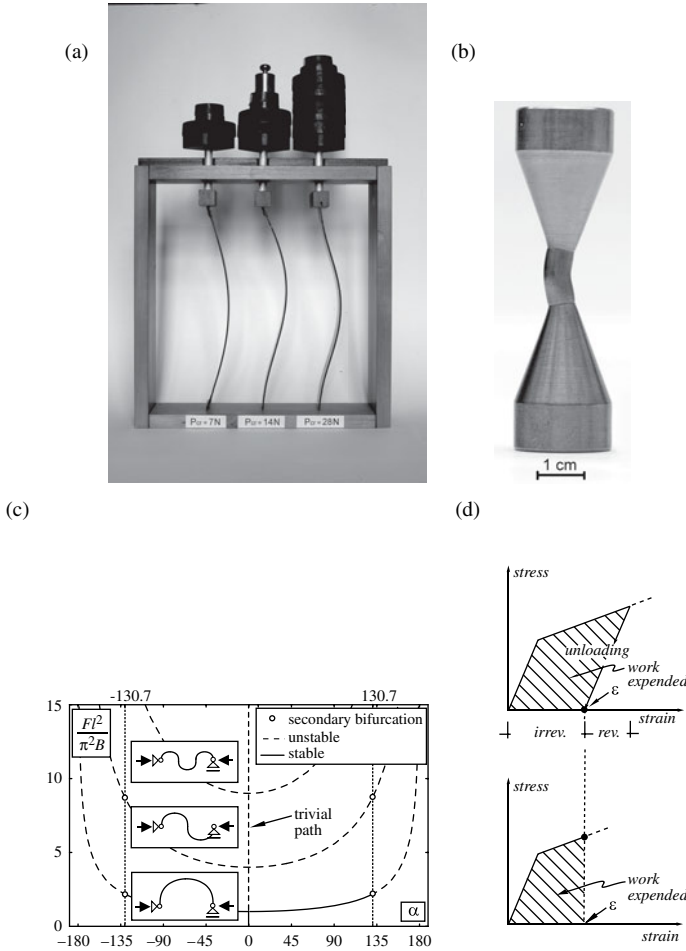 (a)
(b)
Pcr = 7N
Pcr = 14N
Pcr = 28N
1 cm
(c)
(d)
-130.7
130.7
15
10
5
0
Fl²
π²B
secondary bifurcation
unstable
stable
trivial
path
α
−180 −135 −90 −45 0 45 90 135 180
stress
unloading
work
expended
ε
strain
irrev.
rev.
stress
work
expended
ε
strain